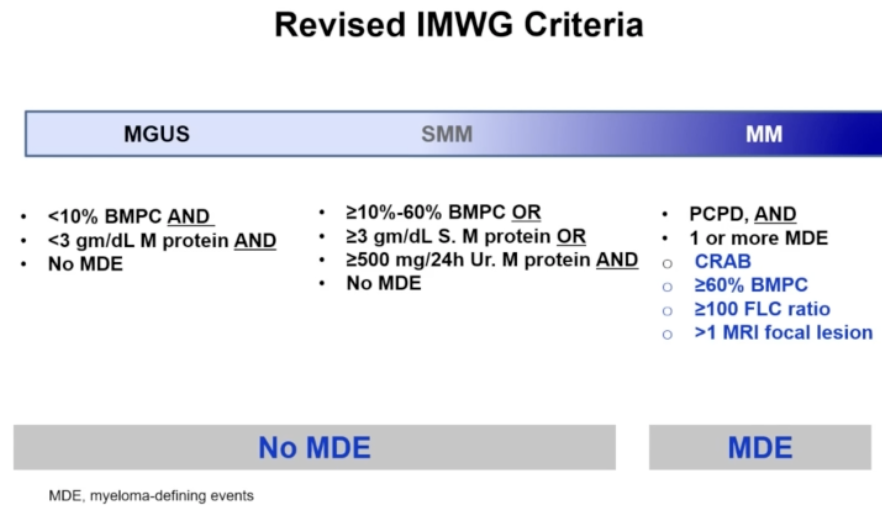 Revised IMWG Criteria
MGUS
SMM
MM
• <10% BMPC AND
• <3 gm/dL M protein AND
• No MDE
• ≥10%-60% BMPC OR
• ≥3 gm/dL S. M protein OR
• ≥500 mg/24h Ur. M protein AND
• No MDE
• PCPD, AND
• 1 or more MDE
o CRAB
o ≥60% BMPC
o ≥100 FLC ratio
o >1 MRI focal lesion
No MDE
MDE
MDE, myeloma-defining events